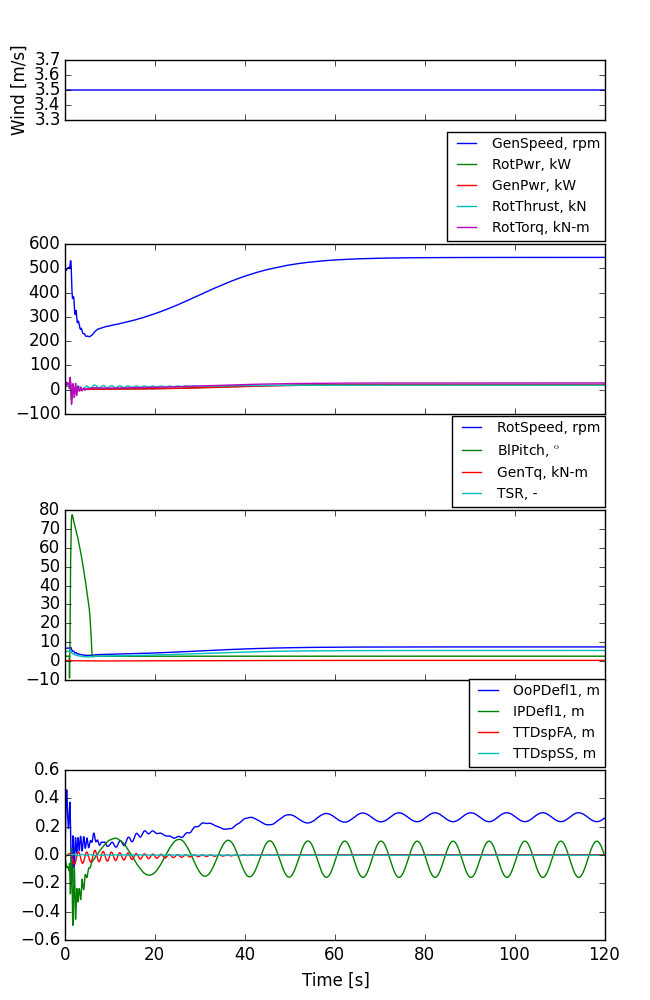 Wind [m/s]
3.7
3.6
3.5
3.4
3.3
GenSpeed, rpm
RotPwr, kW
GenPwr, kW
RotThrust, kN
RotTorq, kN-m
600
500
400
300
200
100
0
−100
RotSpeed, rpm
BlPitch, °
GenTq, kN-m
TSR, -
80
70
60
50
40
30
20
10
0
−10
OoPDefl1, m
IPDefl1, m
TTDspFA, m
TTDspSS, m
0.6
0.4
0.2
0.0
−0.2
−0.4
−0.6
0 20 40 60 80 100 120
Time [s]